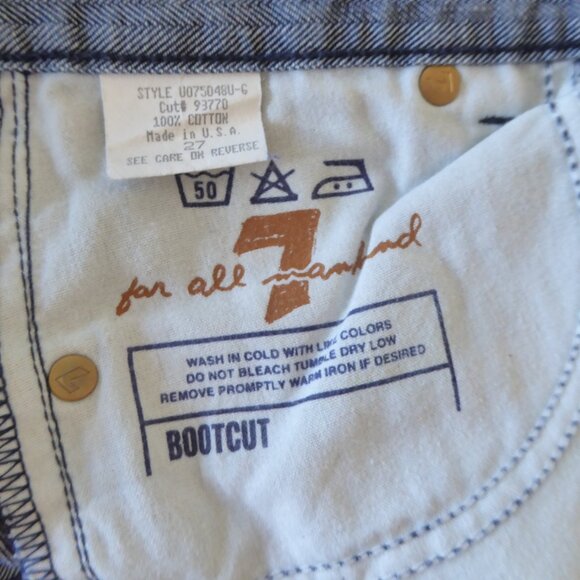 STYLE U075048U-G
Cut# 93770
100% COTTON
Made in U.S.A.
27
SEE CARE ON REVERSE
50
7
for all mankind
WASH IN COLD WITH LIKE COLORS
DO NOT BLEACH TUMBLE DRY LOW
REMOVE PROMPTLY WARM IRON IF DESIRED
BOOTCUT